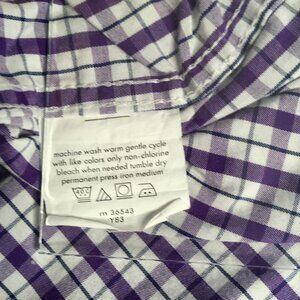 machine wash warm gentle cycle
with like colors only non-chlorine
bleach when needed tumble dry
permanent press iron medium
m 36543
Y83